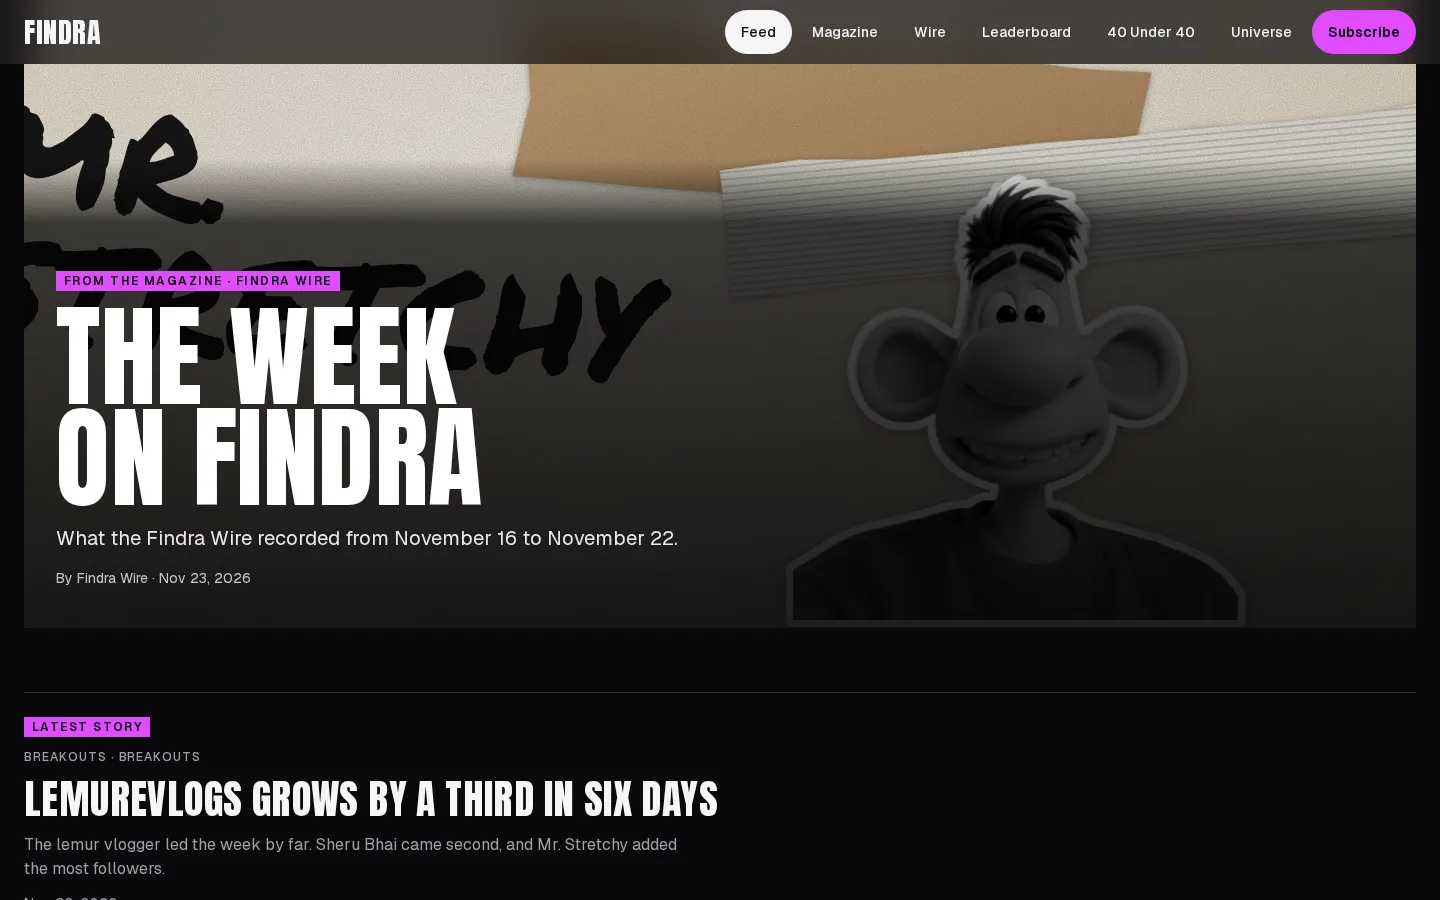 FINDRA
Feed Magazine Wire Leaderboard 40 Under 40 Universe Subscribe
MR.
STRETCHY
FROM THE MAGAZINE · FINDRA WIRE
THE WEEK
ON FINDRA
What the Findra Wire recorded from November 16 to November 22.
By Findra Wire · Nov 23, 2026
LATEST STORY
BREAKOUTS · BREAKOUTS
LEMUREVLOGS GROWS BY A THIRD IN SIX DAYS
The lemur vlogger led the week by far. Sheru Bhai came second, and Mr. Stretchy added
the most followers.